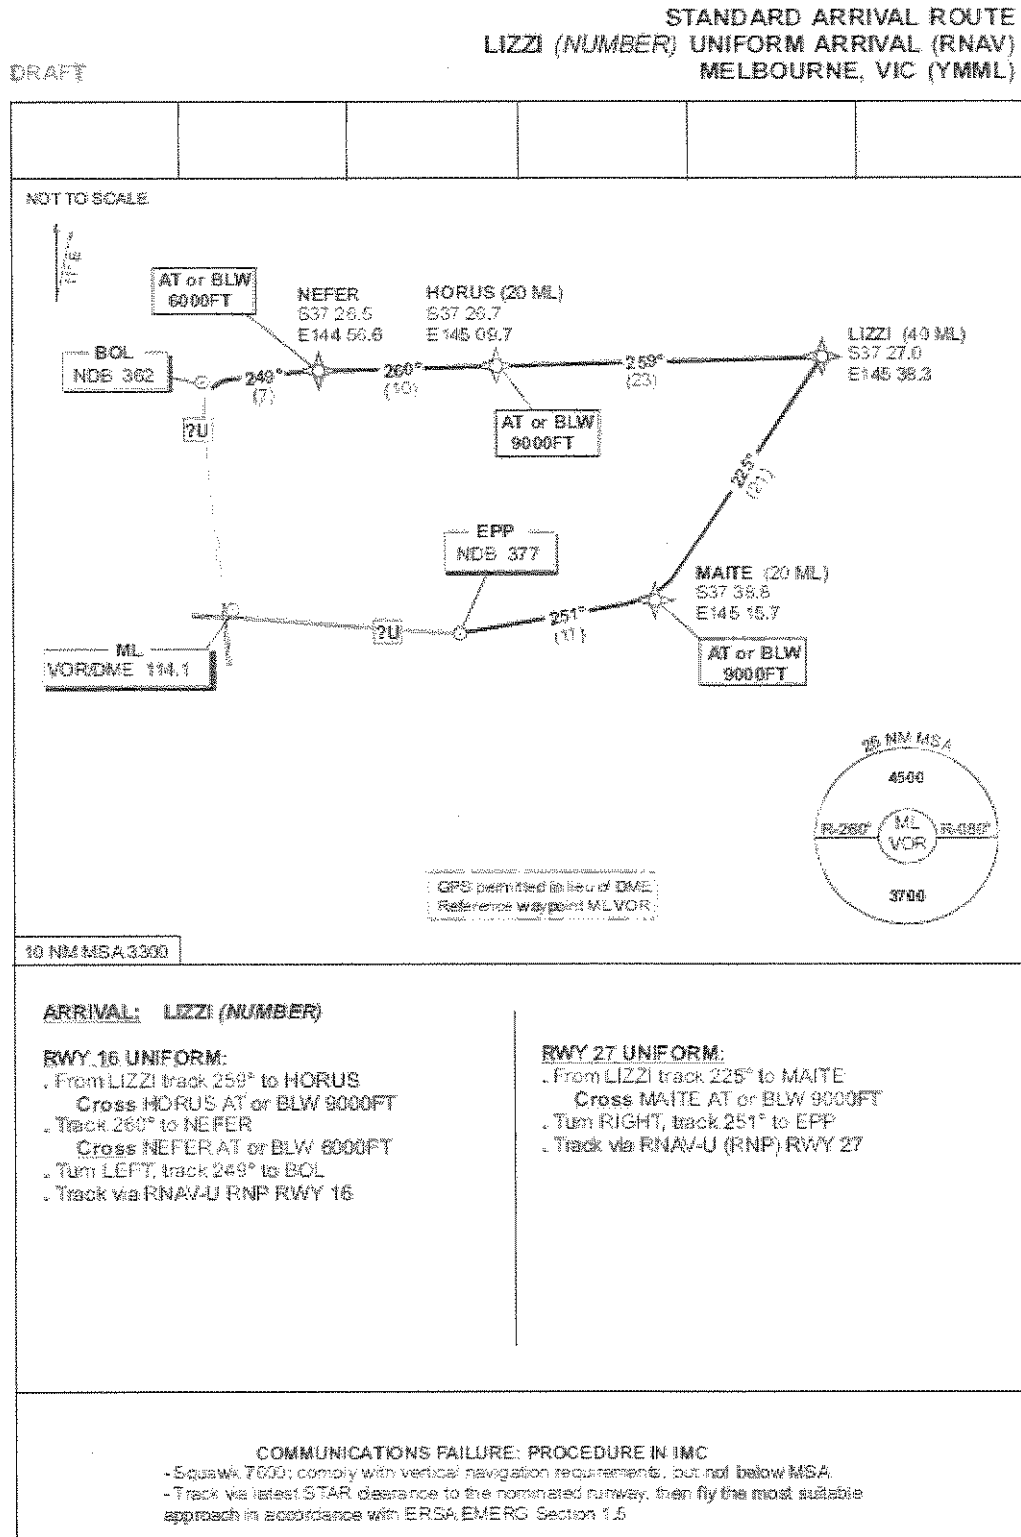 STANDARD ARRIVAL ROUTE
LIZZI (NUMBER) UNIFORM ARRIVAL (RNAV)
DRAFT
MELBOURNE, VIC (YMML)
NOT TO SCALE
AT or BLW
6000FT
NEFER
S37 26.5
E144 56.6
HORUS (20 ML)
S37 26.7
E145 09.7
LIZZI (40 ML)
S37 27.0
E145 38.3
BOL
NDB 362
249°
(7)
260°
(10)
259°
(23)
?U
AT or BLW
9000FT
225°
(21)
EPP
NDB 377
MAITE (20 ML)
S37 38.8
E145 15.7
251°
(11)
?U
ML
VOR/DME 114.1
AT or BLW
9000FT
25 NM MSA
4500
R-260°
ML
VOR
3700
GPS permitted in lieu of DME
Reference waypoint ML VOR
10 NM MSA 3300
ARRIVAL: LIZZI (NUMBER)
RWY 16 UNIFORM:
. From LIZZI track 259° to HORUS
Cross HORUS AT or BLW 9000FT
. Track 260° to NEFER
Cross NEFER AT or BLW 6000FT
. Turn LEFT, track 249° to BOL
. Track via RNAV-U RNP RWY 16
RWY 27 UNIFORM:
. From LIZZI track 225° to MAITE
Cross MAITE AT or BLW 9000FT
. Turn RIGHT, track 251° to EPP
. Track via RNAV-U (RNP) RWY 27
COMMUNICATIONS FAILURE: PROCEDURE IN IMC
- Squawk 7600; comply with vertical navigation requirements, but not below MSA.
- Track via latest STAR clearance to the nominated runway, then fly the most suitable
approach in accordance with ERSA EMERG Section 1.5